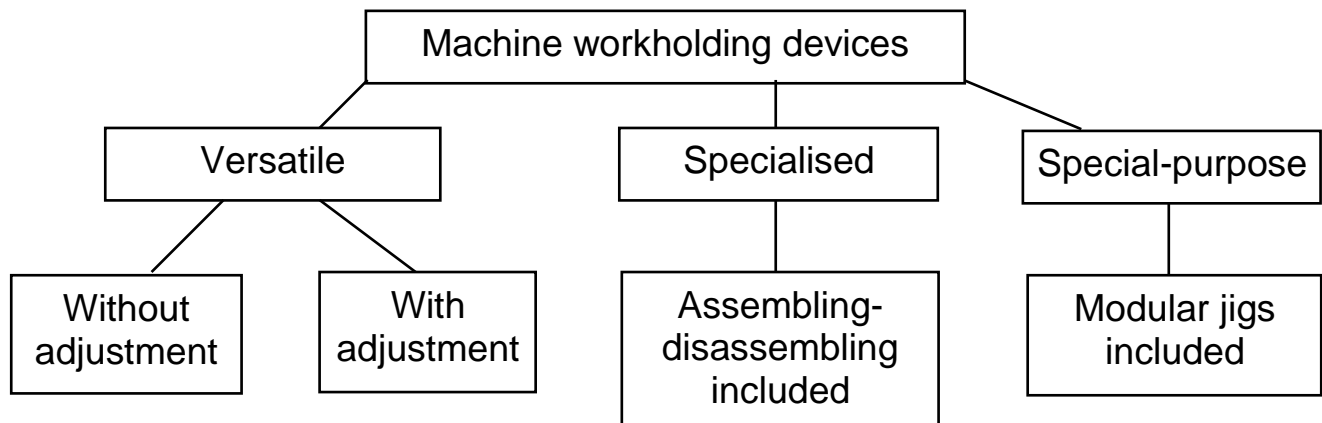 Machine workholding devices
Versatile
Specialised
Special-purpose
Without
adjustment
With
adjustment
Assembling-
disassembling
included
Modular jigs
included